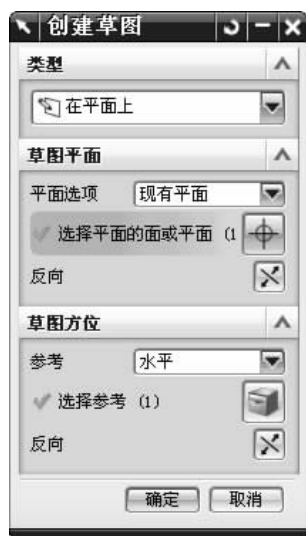 创建草图
类型
在平面上
草图平面
平面选项 现有平面
选择平面的面或平面 (1
反向
草图方位
参考 水平
选择参考 (1)
反向
确定 取消